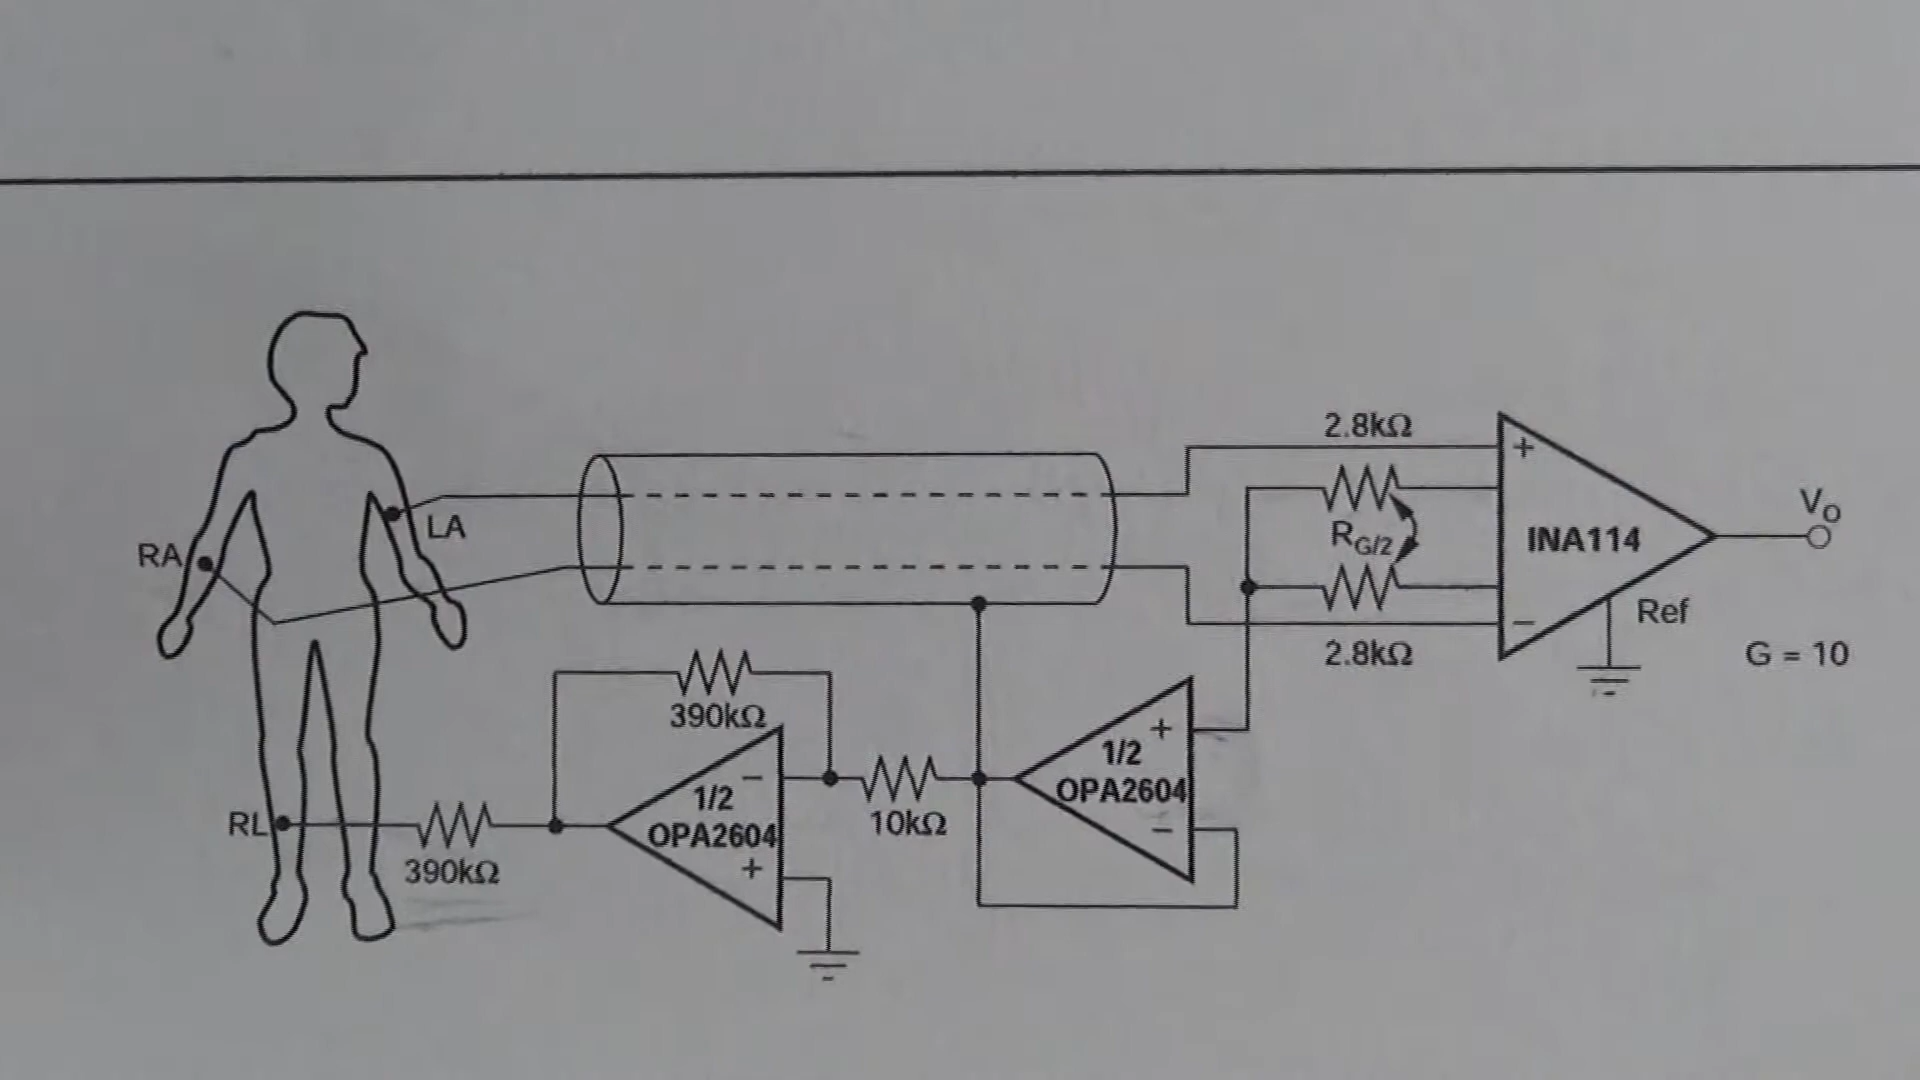 2.8kΩ
+
LA
RG/2
INA114
VO
RA
−
Ref
2.8kΩ
G = 10
390kΩ
+
1/2
OPA2604
−
−
1/2
OPA2604
+
10kΩ
RL
390kΩ